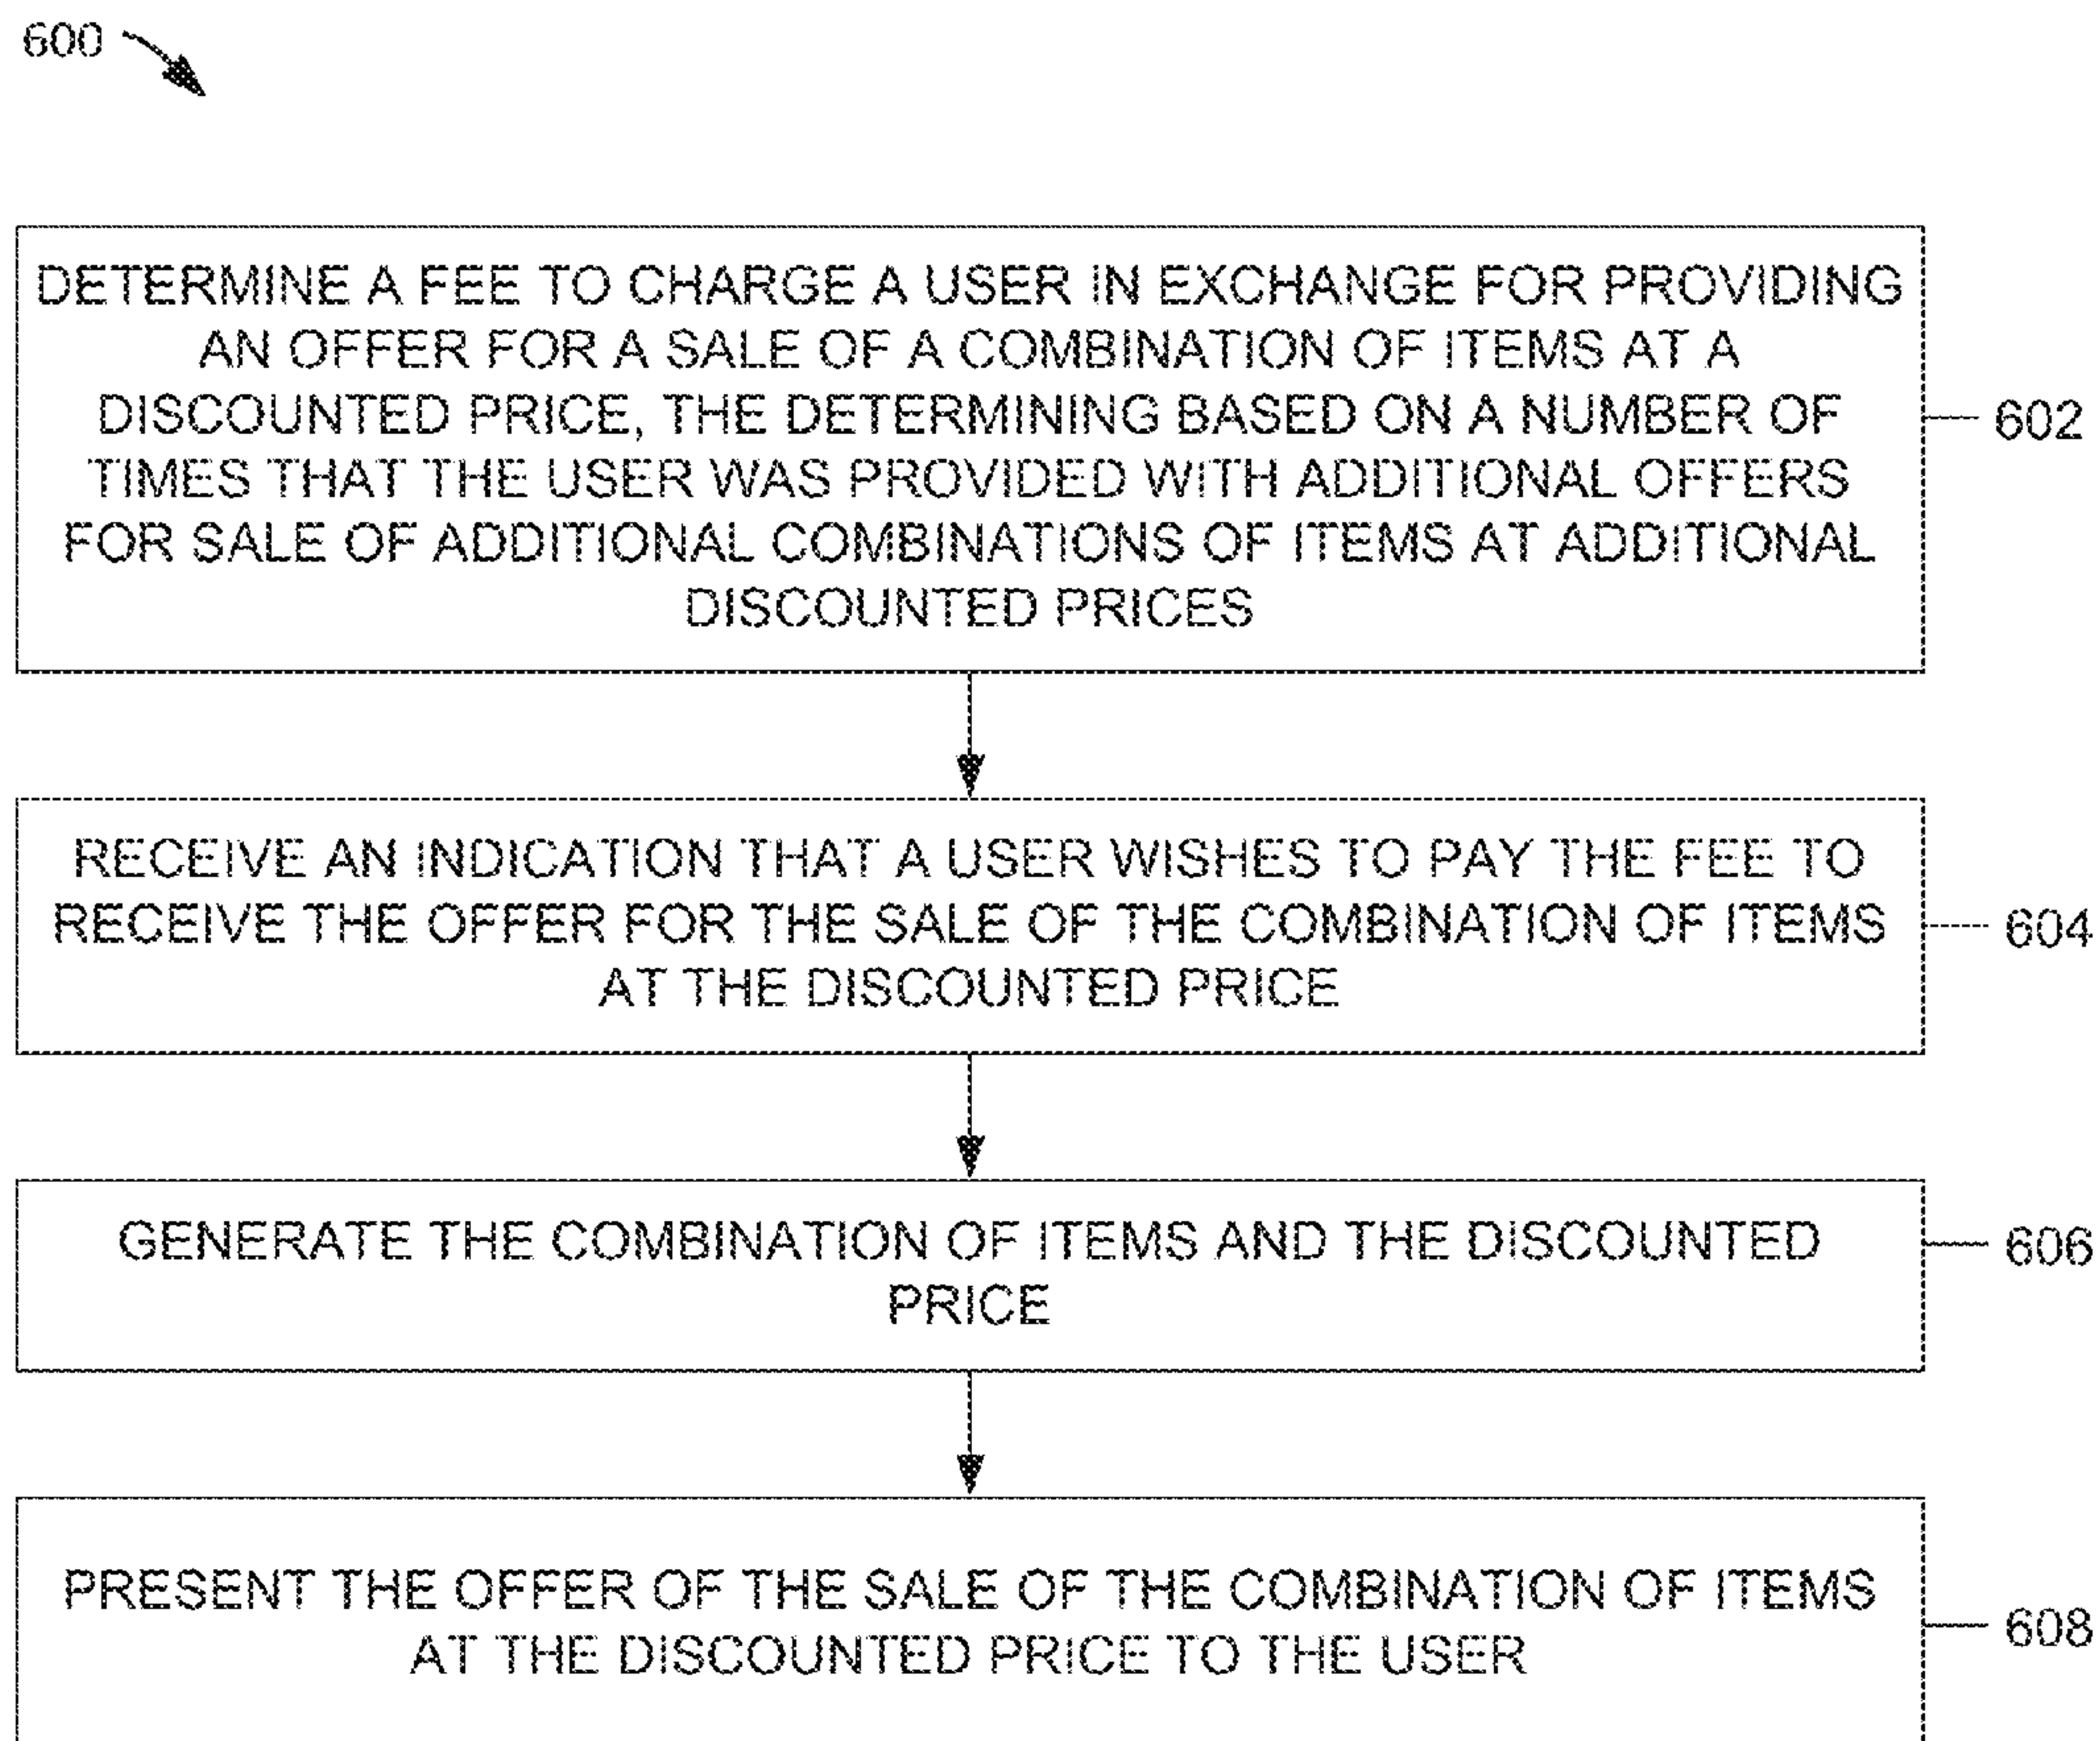 600
DETERMINE A FEE TO CHARGE A USER IN EXCHANGE FOR PROVIDING
AN OFFER FOR A SALE OF A COMBINATION OF ITEMS AT A
DISCOUNTED PRICE, THE DETERMINING BASED ON A NUMBER OF
TIMES THAT THE USER WAS PROVIDED WITH ADDITIONAL OFFERS
FOR SALE OF ADDITIONAL COMBINATIONS OF ITEMS AT ADDITIONAL
DISCOUNTED PRICES
602
RECEIVE AN INDICATION THAT A USER WISHES TO PAY THE FEE TO
RECEIVE THE OFFER FOR THE SALE OF THE COMBINATION OF ITEMS
AT THE DISCOUNTED PRICE
604
GENERATE THE COMBINATION OF ITEMS AND THE DISCOUNTED
PRICE
606
PRESENT THE OFFER OF THE SALE OF THE COMBINATION OF ITEMS
AT THE DISCOUNTED PRICE TO THE USER
608